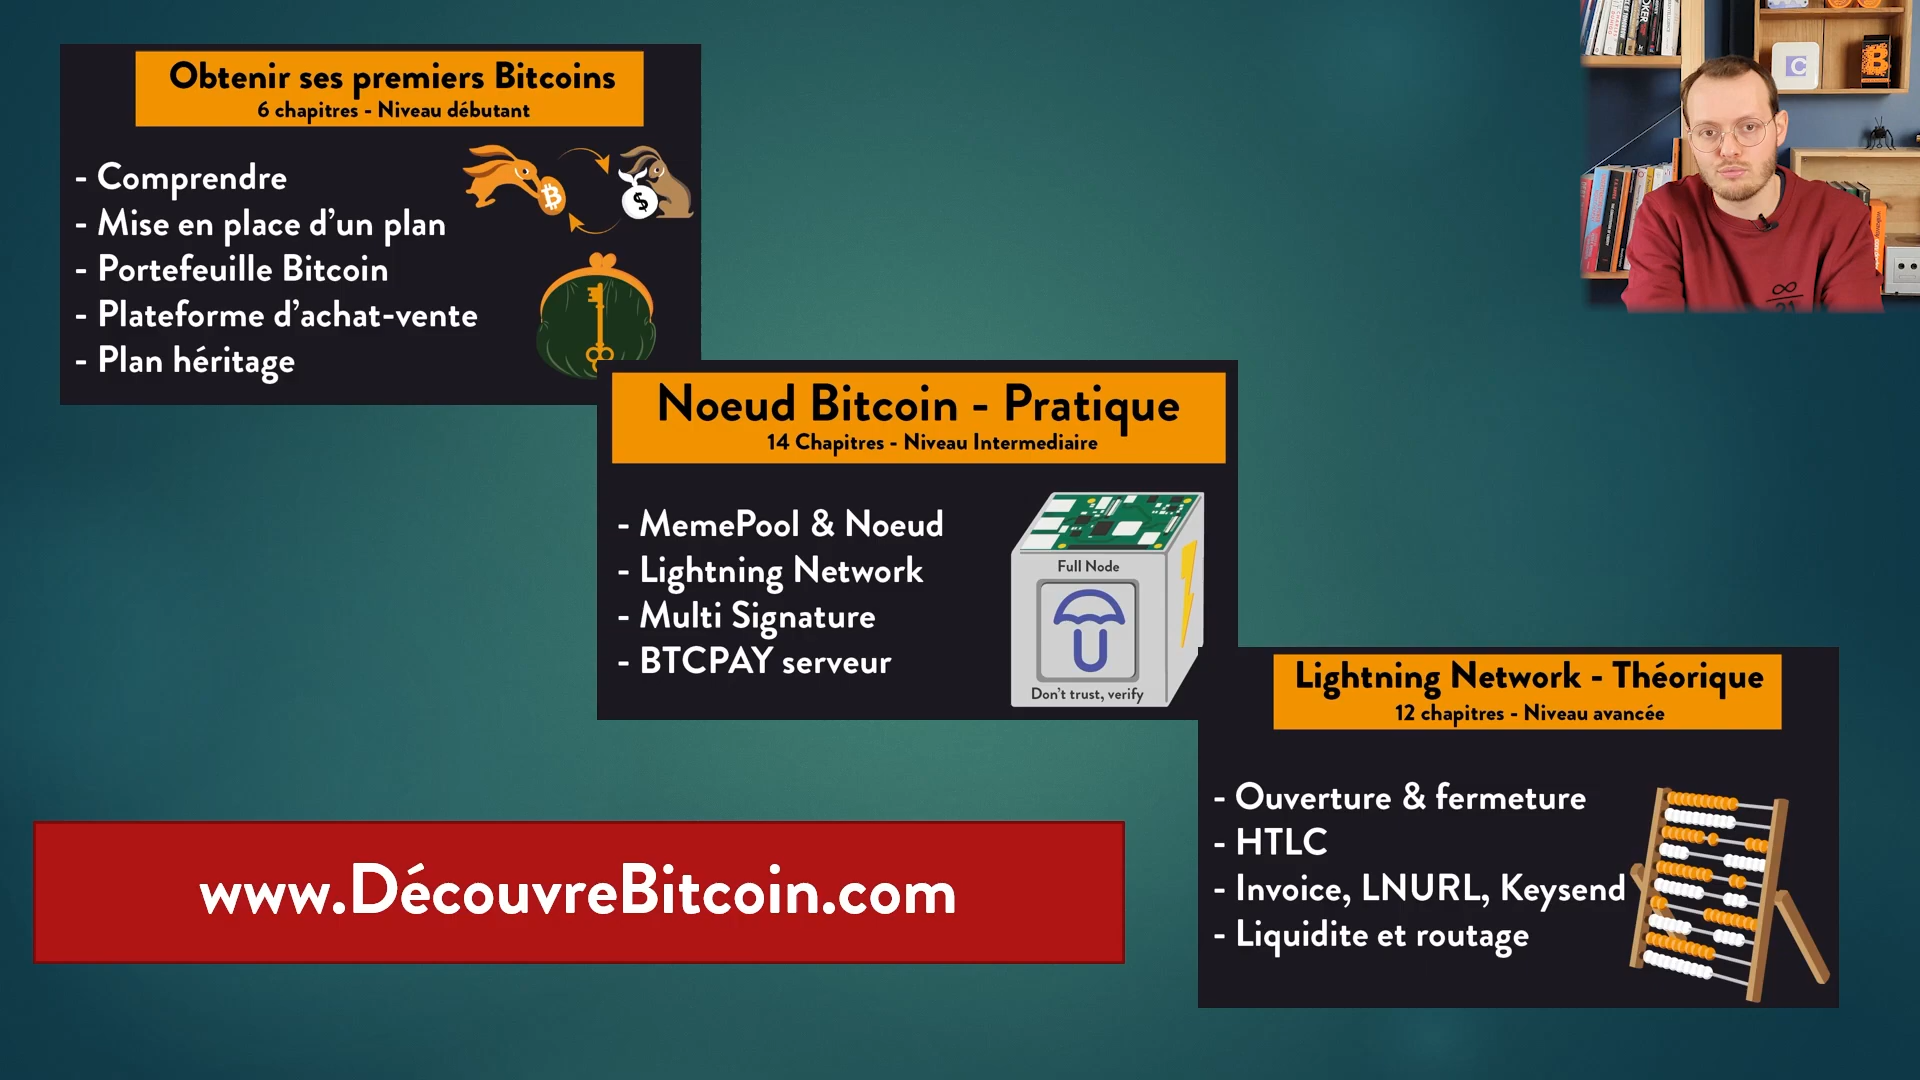 Obtenir ses premiers Bitcoins
6 chapitres - Niveau débutant
- Comprendre
- Mise en place d'un plan
- Portefeuille Bitcoin
- Plateforme d'achat-vente
- Plan héritage
Noeud Bitcoin - Pratique
14 Chapitres - Niveau Intermediaire
- MemePool & Noeud
- Lightning Network
- Multi Signature
- BTCPAY serveur
Full Node
Don't trust, verify
Lightning Network - Théorique
12 chapitres - Niveau avancée
- Ouverture & fermeture
- HTLC
- Invoice, LNURL, Keysend
- Liquidite et routage
www.DécouvreBitcoin.com